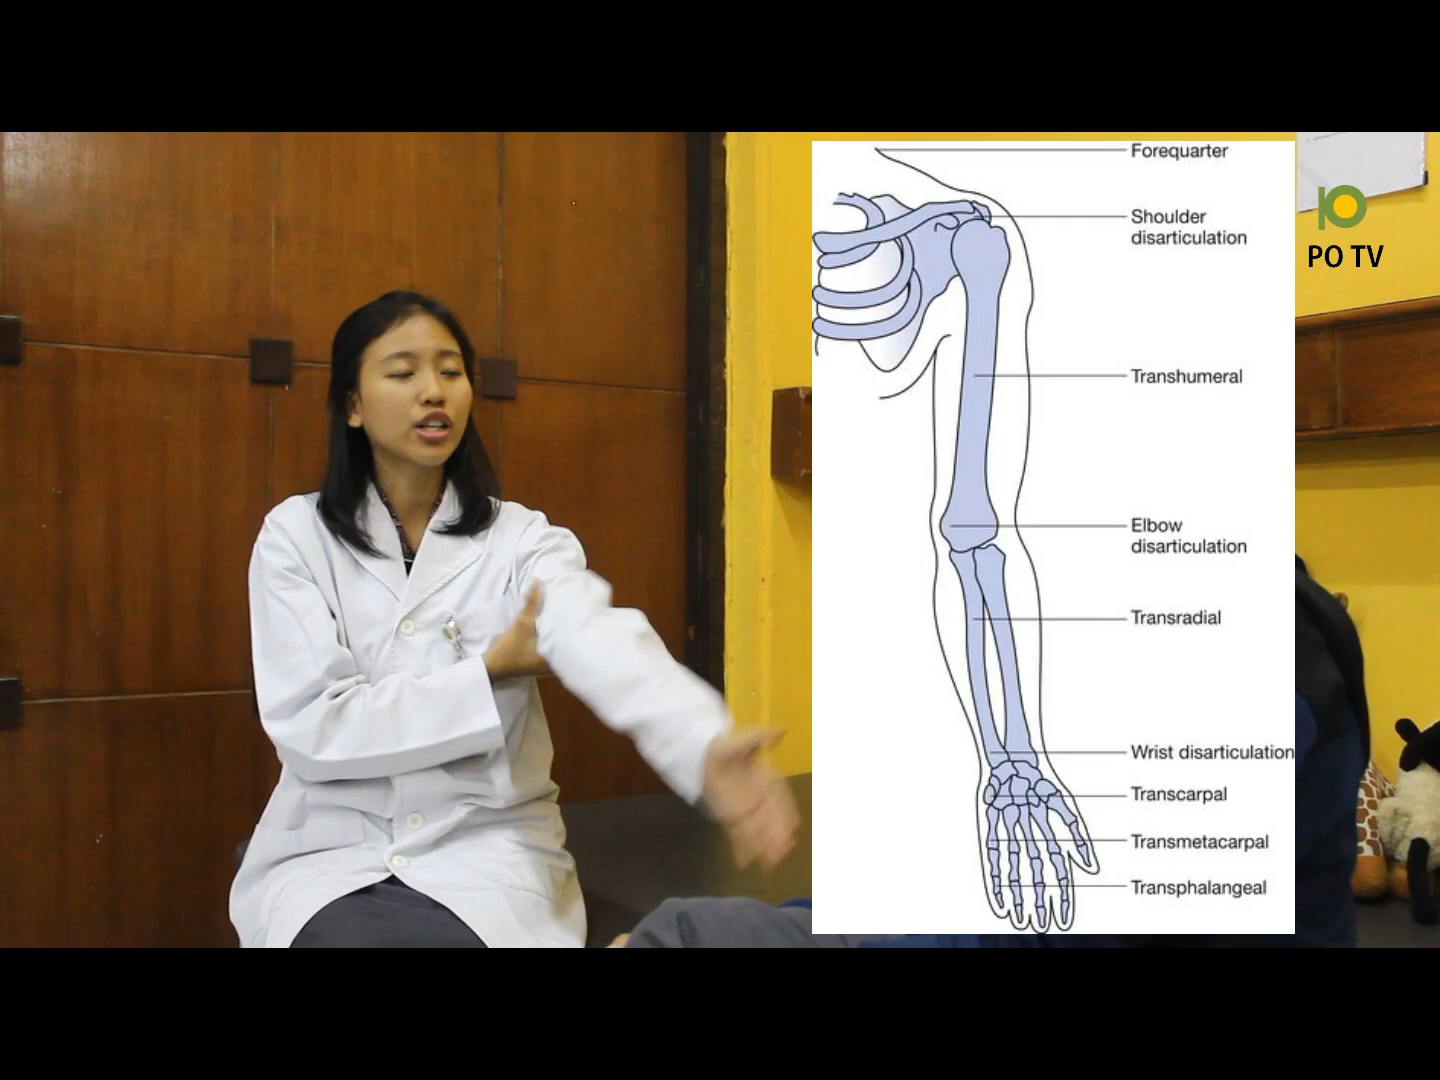 Forequarter
Shoulder
disarticulation
PO TV
Transhumeral
Elbow
disarticulation
Transradial
Wrist disarticulation
Transcarpal
Transmetacarpal
Transphalangeal